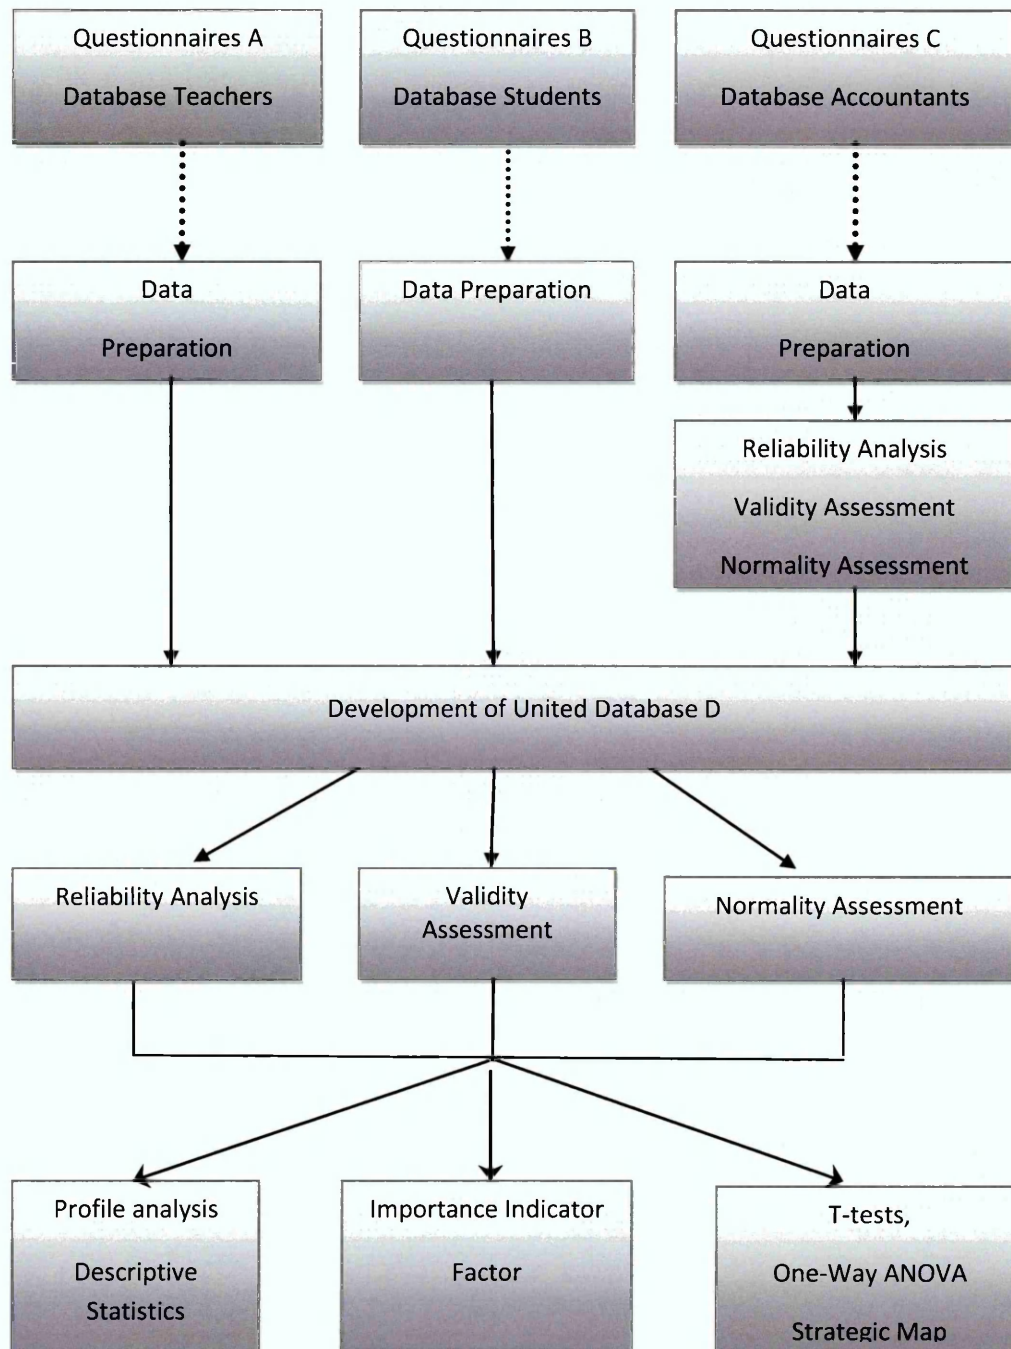 Questionnaires A
Database Teachers
Questionnaires B
Database Students
Questionnaires C
Database Accountants
Data
Preparation
Data Preparation
Data
Preparation
Reliability Analysis
Validity Assessment
Normality Assessment
Development of United Database D
Reliability Analysis
Validity
Assessment
Normality Assessment
Profile analysis
Descriptive
Statistics
Importance Indicator
Factor
T-tests,
One-Way ANOVA
Strategic Map